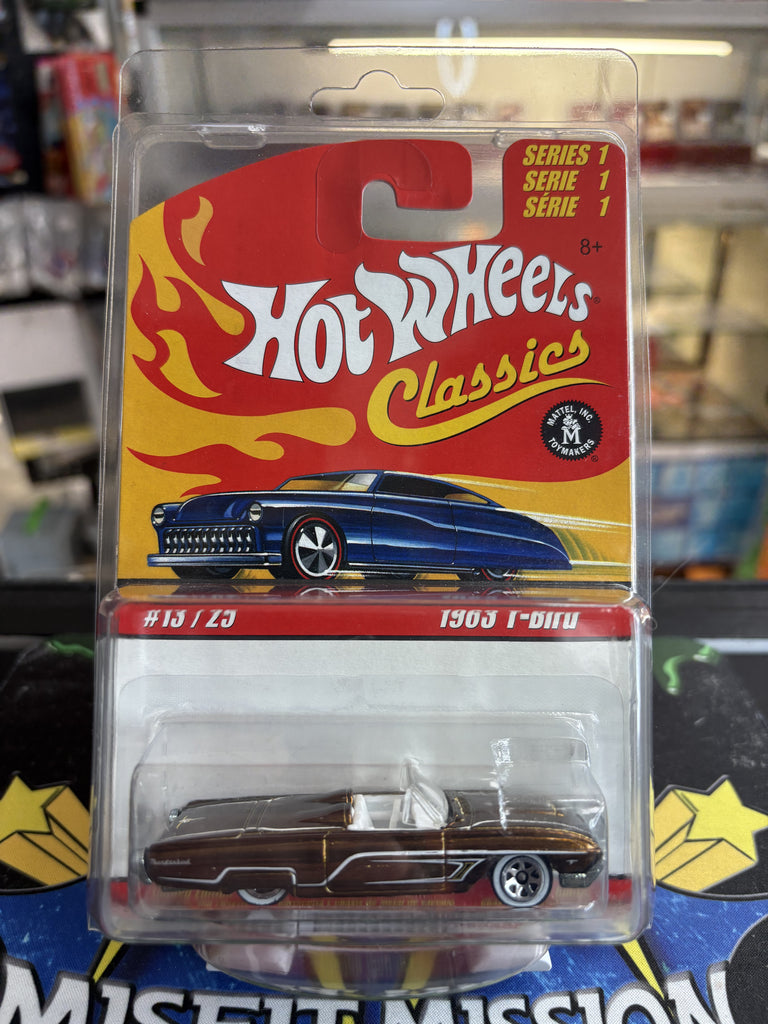 SERIES 1
SERIE 1
SÉRIE 1
8+
HOT WHEELS
Classics
MATTEL, INC.
M
TOYMAKERS
#13 / 25
1963 T-Bird
Thunderbird
MISFIT MISSION